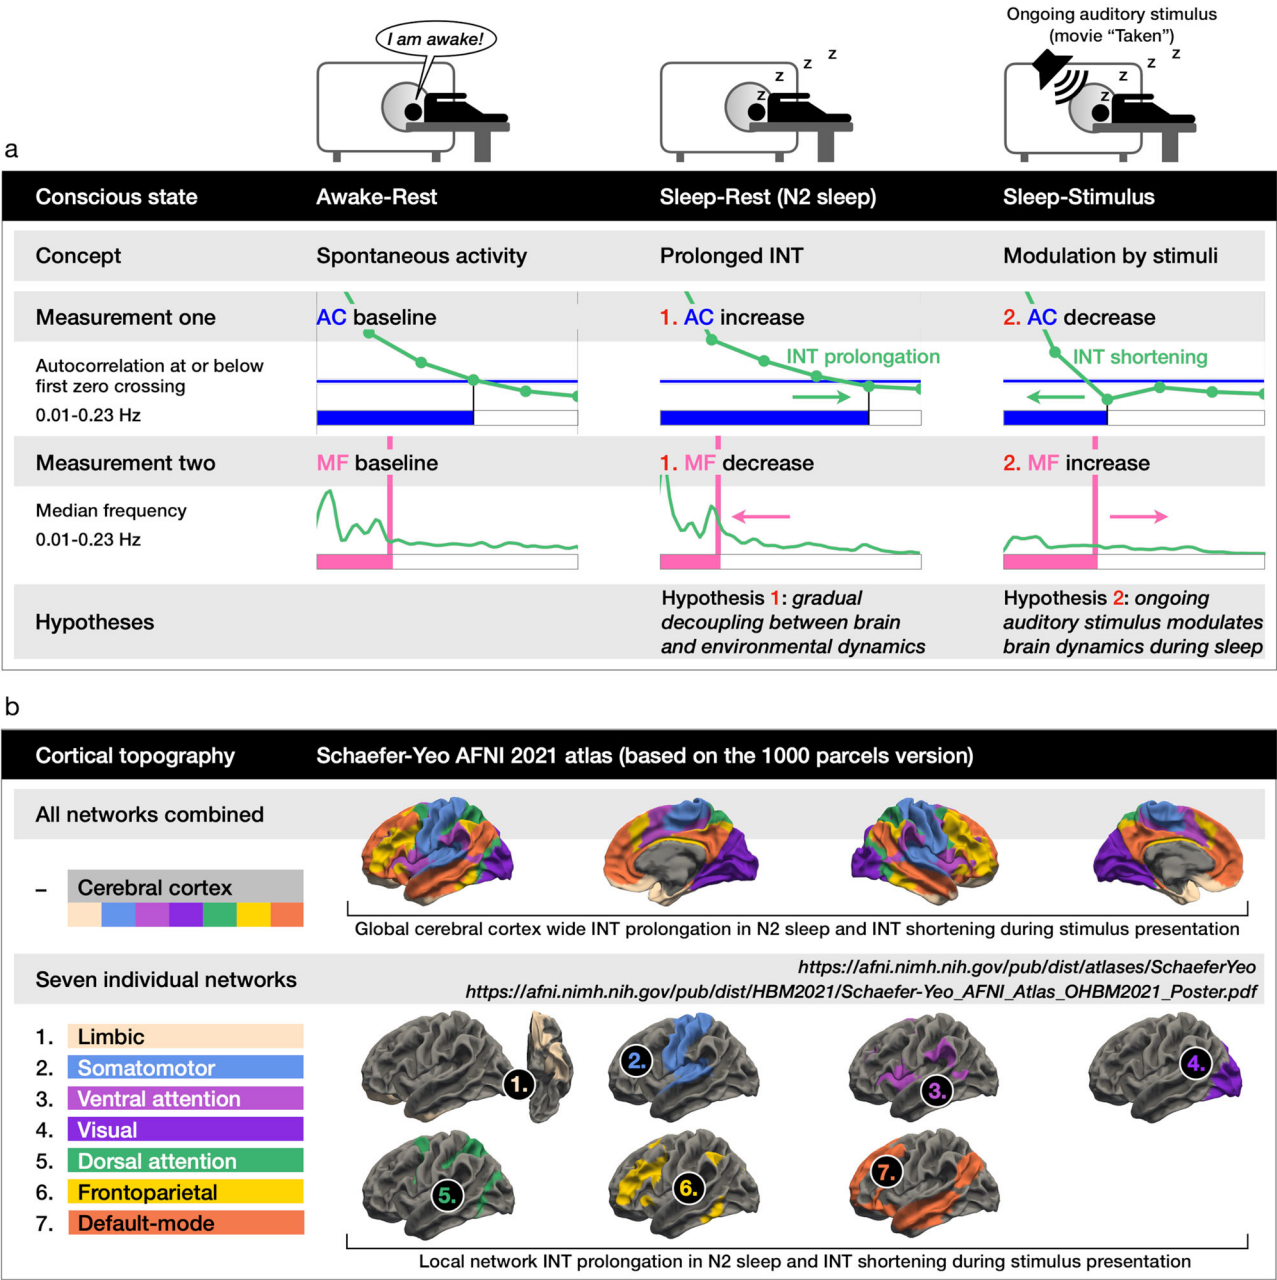 I am awake!
z z z z
Ongoing auditory stimulus
(movie “Taken”)
z z z z
a
Conscious state Awake-Rest Sleep-Rest (N2 sleep) Sleep-Stimulus
Concept Spontaneous activity Prolonged INT Modulation by stimuli
Measurement one AC baseline 1. AC increase 2. AC decrease
Autocorrelation at or below
first zero crossing
0.01-0.23 Hz
INT prolongation INT shortening
Measurement two MF baseline 1. MF decrease 2. MF increase
Median frequency
0.01-0.23 Hz
Hypotheses
Hypothesis 1: gradual
decoupling between brain
and environmental dynamics
Hypothesis 2: ongoing
auditory stimulus modulates
brain dynamics during sleep
b
Cortical topography Schaefer-Yeo AFNI 2021 atlas (based on the 1000 parcels version)
All networks combined
– Cerebral cortex
Global cerebral cortex wide INT prolongation in N2 sleep and INT shortening during stimulus presentation
Seven individual networks
https://afni.nimh.nih.gov/pub/dist/atlases/SchaeferYeo
https://afni.nimh.nih.gov/pub/dist/HBM2021/Schaefer-Yeo_AFNI_Atlas_OHBM2021_Poster.pdf
1. Limbic
2. Somatomotor
3. Ventral attention
4. Visual
5. Dorsal attention
6. Frontoparietal
7. Default-mode
1. 2. 3. 4.
5. 6. 7.
Local network INT prolongation in N2 sleep and INT shortening during stimulus presentation